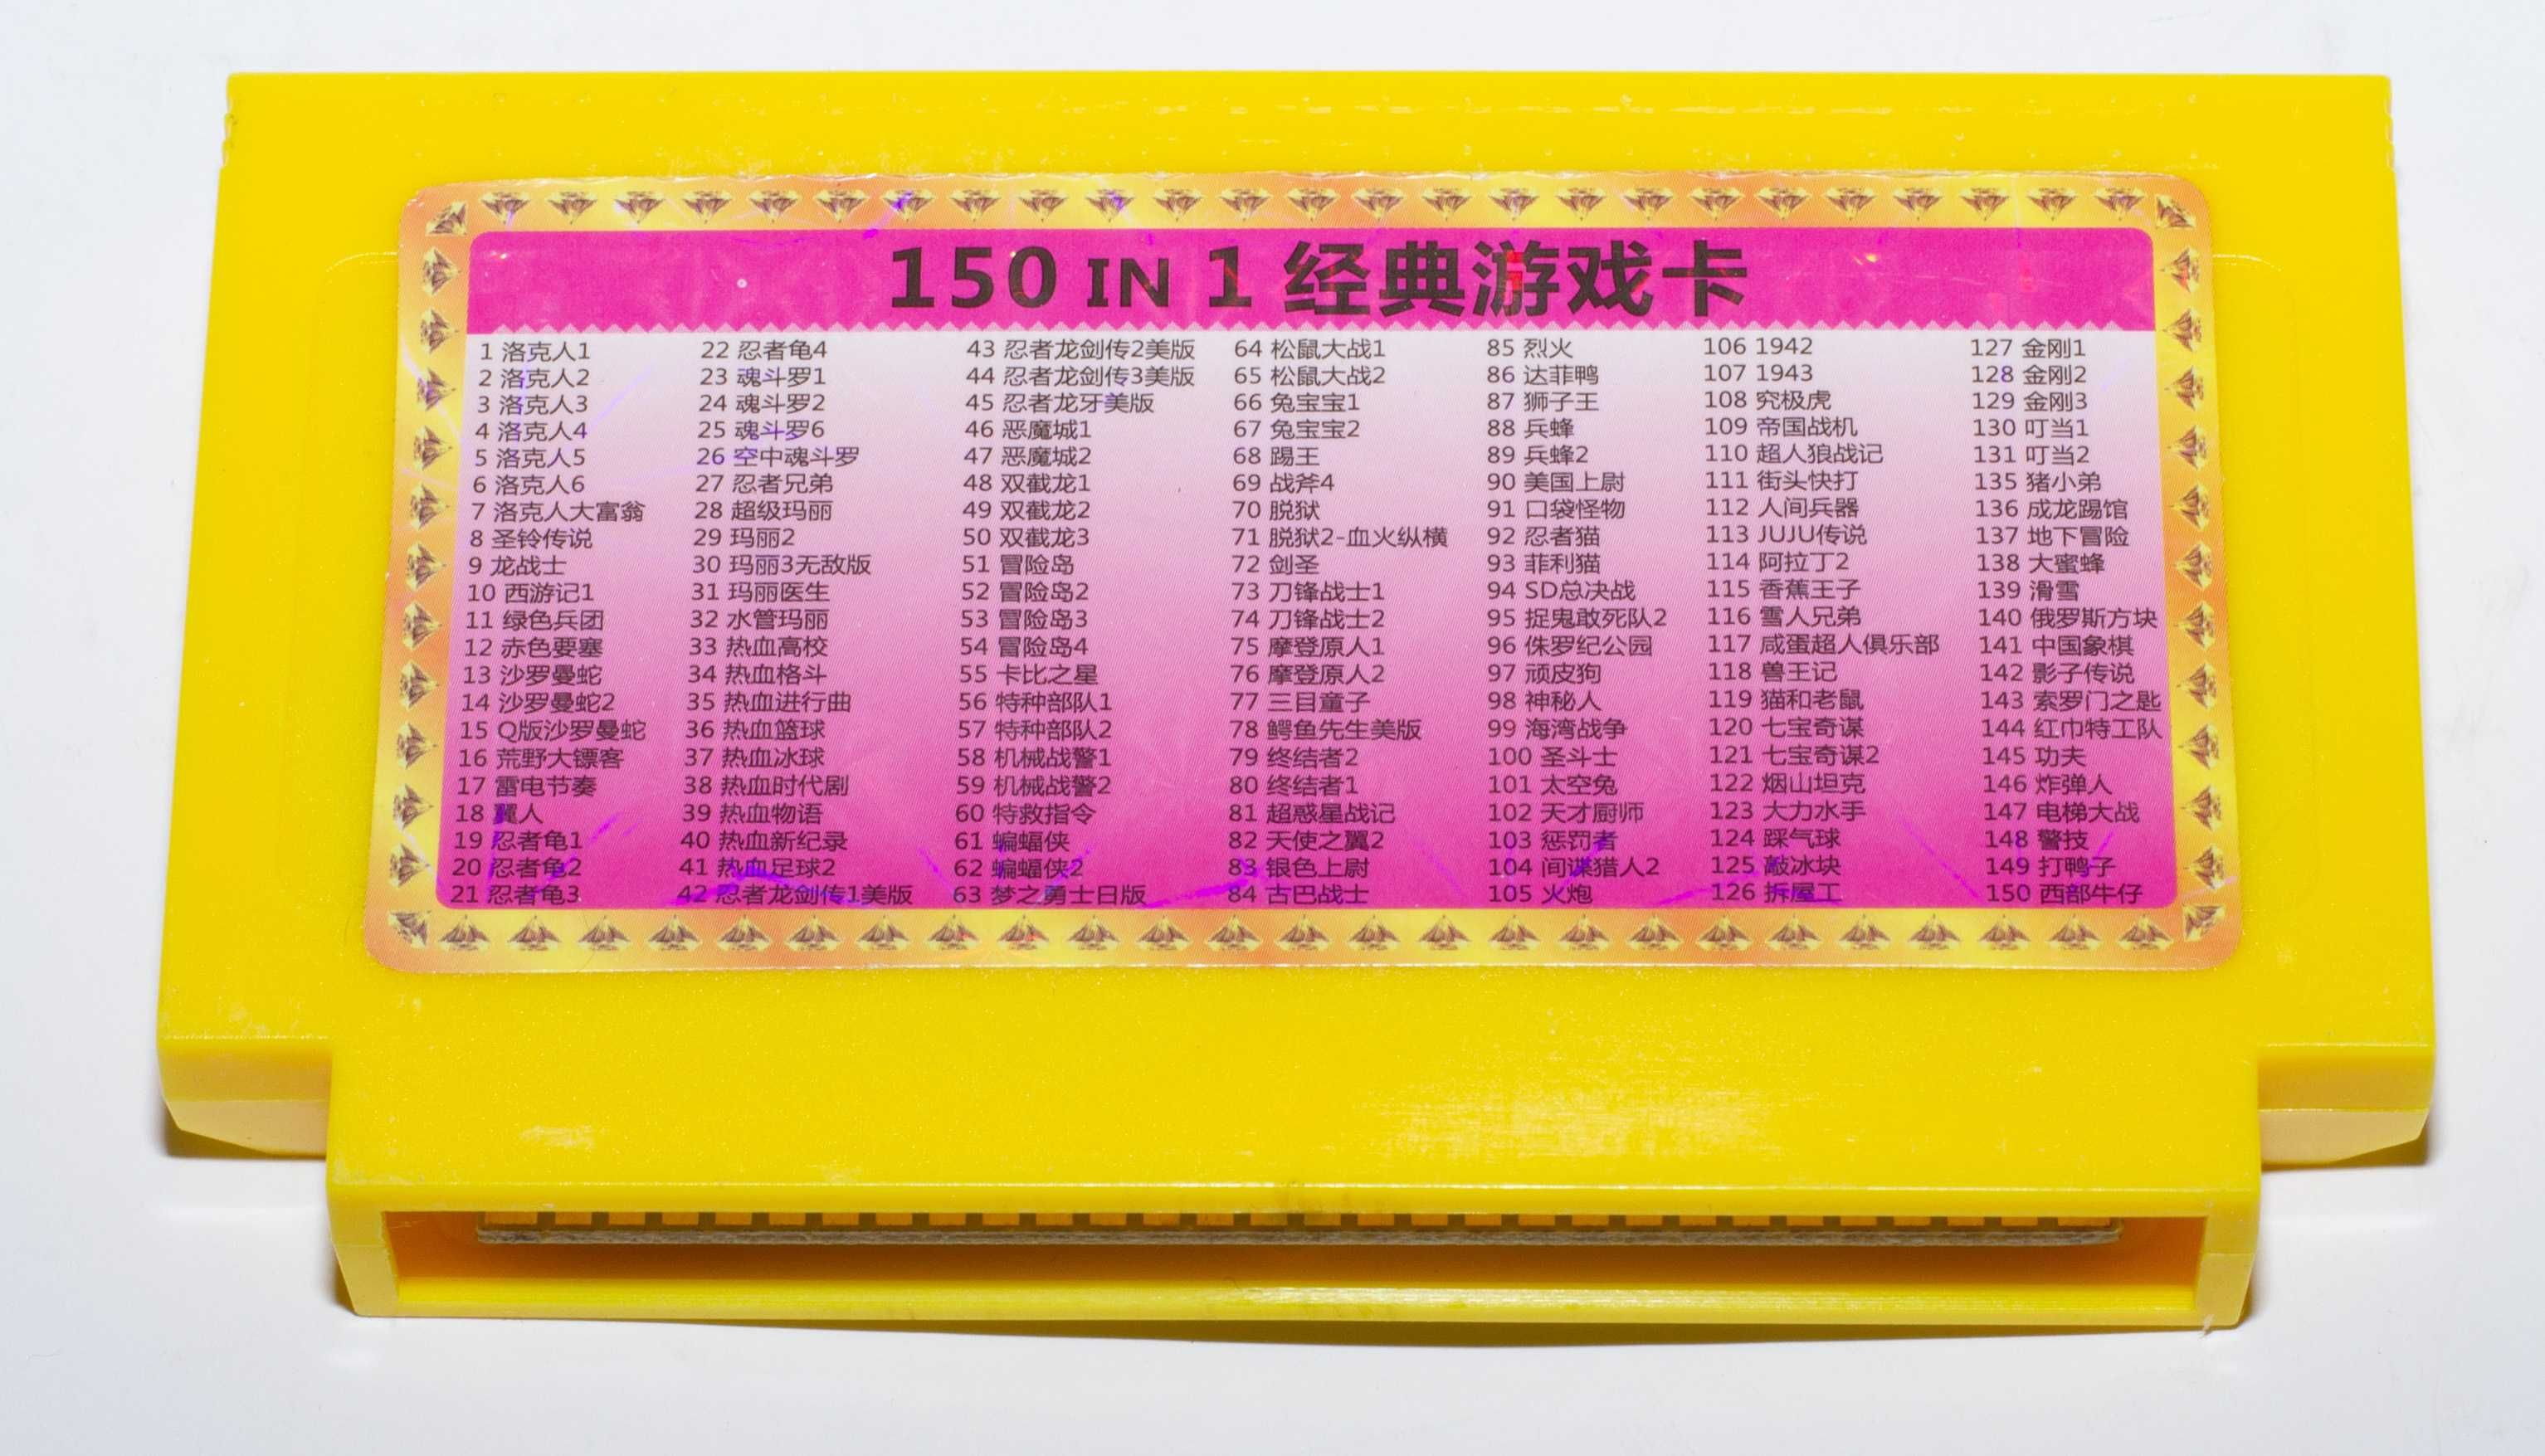 150 IN 1 经典游戏卡
1 洛克人1
2 洛克人2
3 洛克人3
4 洛克人4
5 洛克人5
6 洛克人6
7 洛克人大富翁
8 圣铃传说
9 龙战士
10 西游记1
11 绿色兵团
12 赤色要塞
13 沙罗曼蛇
14 沙罗曼蛇2
15 Q版沙罗曼蛇
16 荒野大镖客
17 雷电节奏
18 翼人
19 忍者龟1
20 忍者龟2
21 忍者龟3
22 忍者龟4
23 魂斗罗1
24 魂斗罗2
25 魂斗罗6
26 空中魂斗罗
27 忍者兄弟
28 超级玛丽
29 玛丽2
30 玛丽3无敌版
31 玛丽医生
32 水管玛丽
33 热血高校
34 热血格斗
35 热血进行曲
36 热血篮球
37 热血冰球
38 热血时代剧
39 热血物语
40 热血新纪录
41 热血足球2
42 忍者龙剑传1美版
43 忍者龙剑传2美版
44 忍者龙剑传3美版
45 忍者龙牙美版
46 恶魔城1
47 恶魔城2
48 双截龙1
49 双截龙2
50 双截龙3
51 冒险岛
52 冒险岛2
53 冒险岛3
54 冒险岛4
55 卡比之星
56 特种部队1
57 特种部队2
58 机械战警1
59 机械战警2
60 特救指令
61 蝙蝠侠
62 蝙蝠侠2
63 梦之勇士日版
64 松鼠大战1
65 松鼠大战2
66 兔宝宝1
67 兔宝宝2
68 踢王
69 战斧4
70 脱狱
71 脱狱2-血火纵横
72 剑圣
73 刀锋战士1
74 刀锋战士2
75 摩登原人1
76 摩登原人2
77 三目童子
78 鳄鱼先生美版
79 终结者2
80 终结者1
81 超惑星战记
82 天使之翼2
83 银色上尉
84 古巴战士
85 烈火
86 达菲鸭
87 狮子王
88 兵蜂
89 兵蜂2
90 美国上尉
91 口袋怪物
92 忍者猫
93 菲利猫
94 SD总决战
95 捉鬼敢死队2
96 侏罗纪公园
97 顽皮狗
98 神秘人
99 海湾战争
100 圣斗士
101 太空兔
102 天才厨师
103 惩罚者
104 间谍猎人2
105 火炮
106 1942
107 1943
108 究极虎
109 帝国战机
110 超人狼战记
111 街头快打
112 人间兵器
113 JUJU传说
114 阿拉丁2
115 香蕉王子
116 雪人兄弟
117 咸蛋超人俱乐部
118 兽王记
119 猫和老鼠
120 七宝奇谋
121 七宝奇谋2
122 烟山坦克
123 大力水手
124 踩气球
125 敲冰块
126 拆屋工
127 金刚1
128 金刚2
129 金刚3
130 叮当1
131 叮当2
135 猪小弟
136 成龙踢馆
137 地下冒险
138 大蜜蜂
139 滑雪
140 俄罗斯方块
141 中国象棋
142 影子传说
143 索罗门之匙
144 红巾特工队
145 功夫
146 炸弹人
147 电梯大战
148 警技
149 打鸭子
150 西部牛仔